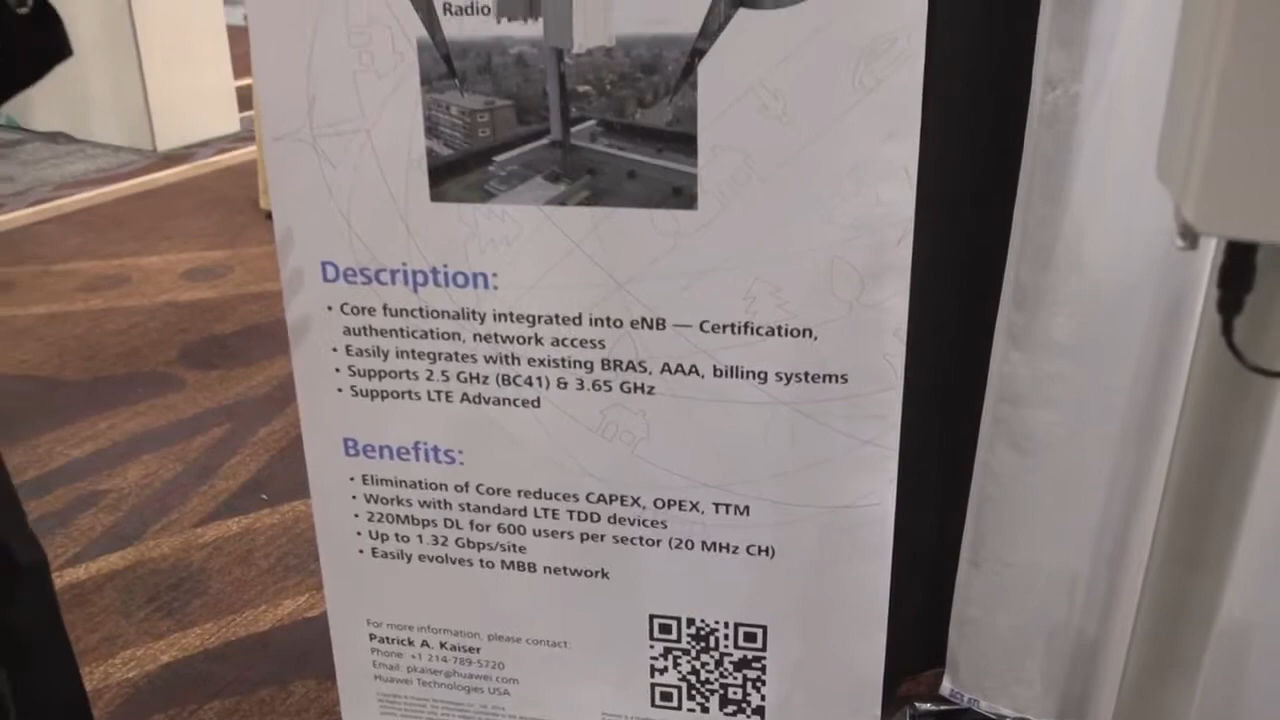 Radio
Description:
• Core functionality integrated into eNB — Certification,
authentication, network access
• Easily integrates with existing BRAS, AAA, billing systems
• Supports 2.5 GHz (BC41) & 3.65 GHz
• Supports LTE Advanced
Benefits:
• Elimination of Core reduces CAPEX, OPEX, TTM
• Works with standard LTE TDD devices
• 220Mbps DL for 600 users per sector (20 MHz CH)
• Up to 1.32 Gbps/site
• Easily evolves to MBB network
For more information, please contact:
Patrick A. Kaiser
Phone: +1 214-789-5720
Email: pkaiser@huawei.com
Huawei Technologies USA